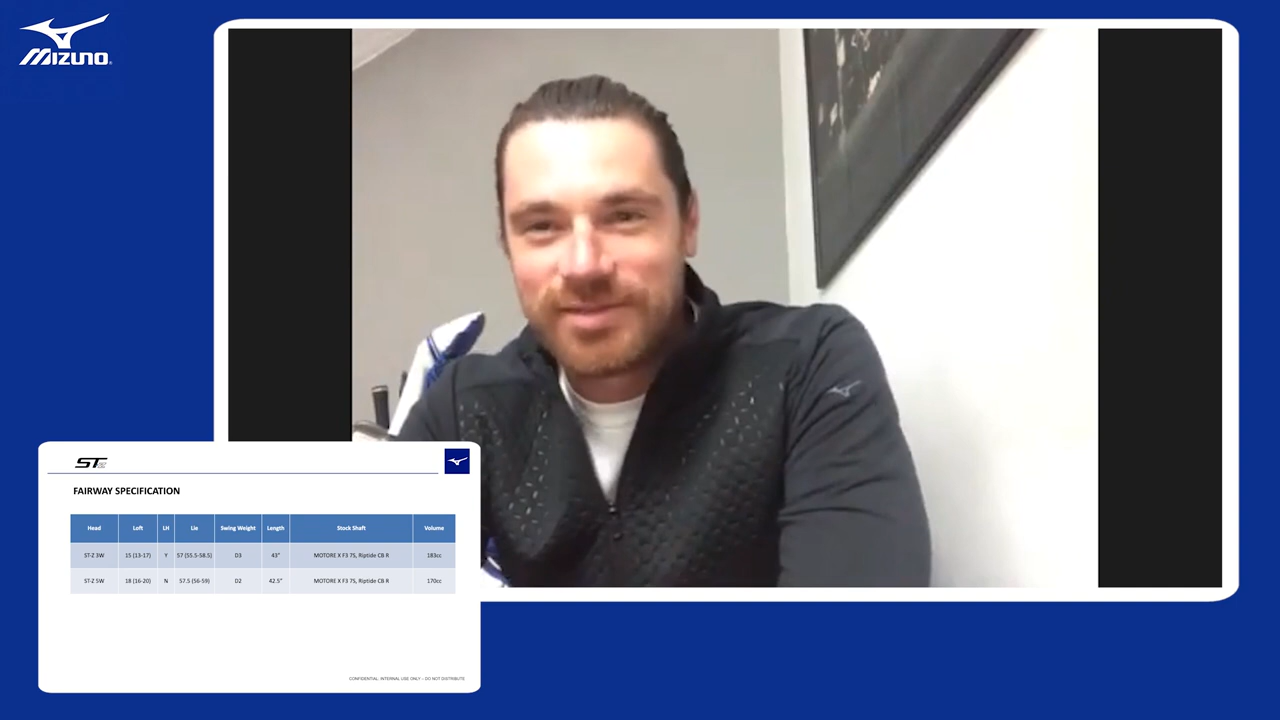 MIZUNO
ST
FAIRWAY SPECIFICATION
Head Loft LH Lie Swing Weight Length Stock Shaft Volume
ST-Z 3W 15 (13-17) Y 57 (55.5-58.5) D3 43" MOTORE X F3 7S, Riptide CB R 183cc
ST-Z 5W 18 (16-20) N 57.5 (56-59) D2 42.5" MOTORE X F3 7S, Riptide CB R 170cc
CONFIDENTIAL: INTERNAL USE ONLY – DO NOT DISTRIBUTE